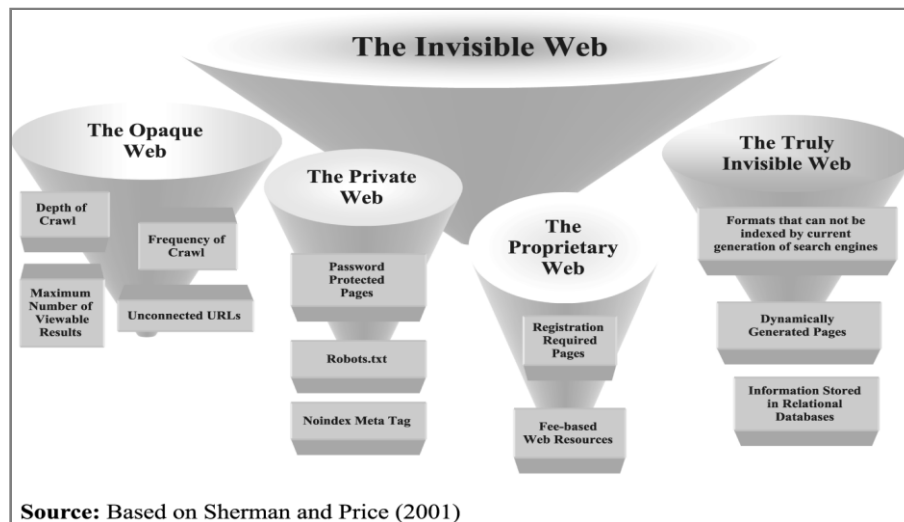 The Invisible Web
The Opaque
Web
Depth of
Crawl
Frequency of
Crawl
Maximum
Number of
Viewable
Results
Unconnected URLs
The Private
Web
Password
Protected
Pages
Robots.txt
Noindex Meta Tag
The
Proprietary
Web
Registration
Required
Pages
Fee-based
Web Resources
The Truly
Invisible Web
Formats that can not be
indexed by current
generation of search engines
Dynamically
Generated Pages
Information Stored
in Relational
Databases
Source: Based on Sherman and Price (2001)